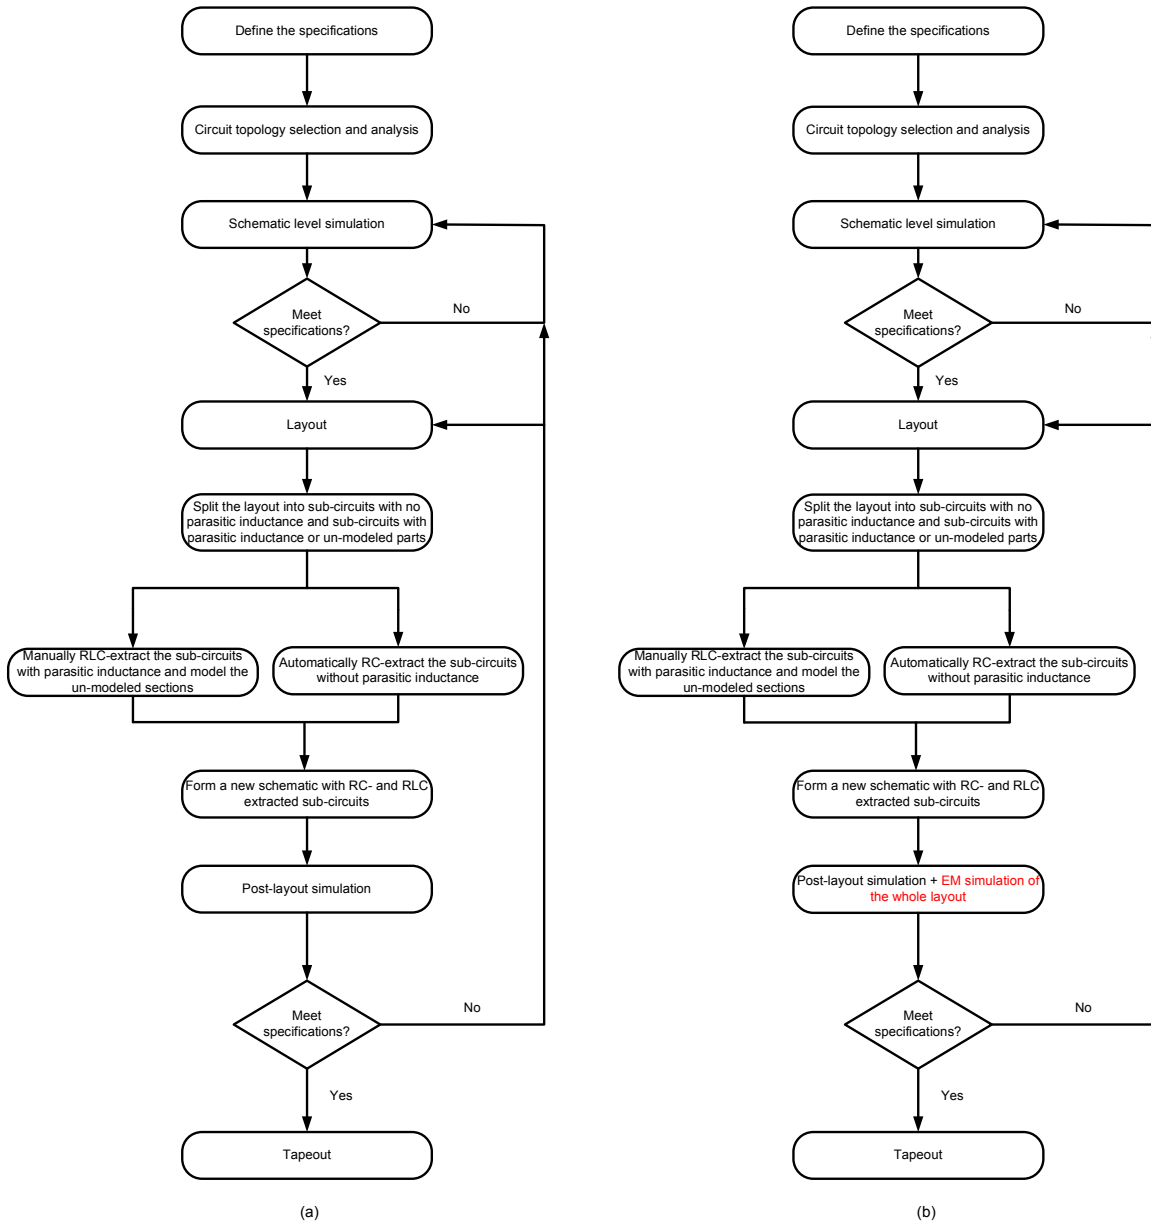 Define the specifications
Circuit topology selection and analysis
Schematic level simulation
Meet
specifications?
No
Yes
Layout
Split the layout into sub-circuits with no
parasitic inductance and sub-circuits with
parasitic inductance or un-modeled parts
Manually RLC-extract the sub-circuits
with parasitic inductance and model the
un-modeled sections
Automatically RC-extract the sub-circuits
without parasitic inductance
Form a new schematic with RC- and RLC
extracted sub-circuits
Post-layout simulation
Meet
specifications?
No
Yes
Tapeout
(a)
Define the specifications
Circuit topology selection and analysis
Schematic level simulation
Meet
specifications?
No
Yes
Layout
Split the layout into sub-circuits with no
parasitic inductance and sub-circuits with
parasitic inductance or un-modeled parts
Manually RLC-extract the sub-circuits
with parasitic inductance and model the
un-modeled sections
Automatically RC-extract the sub-circuits
without parasitic inductance
Form a new schematic with RC- and RLC
extracted sub-circuits
Post-layout simulation + EM simulation of
the whole layout
Meet
specifications?
No
Yes
Tapeout
(b)